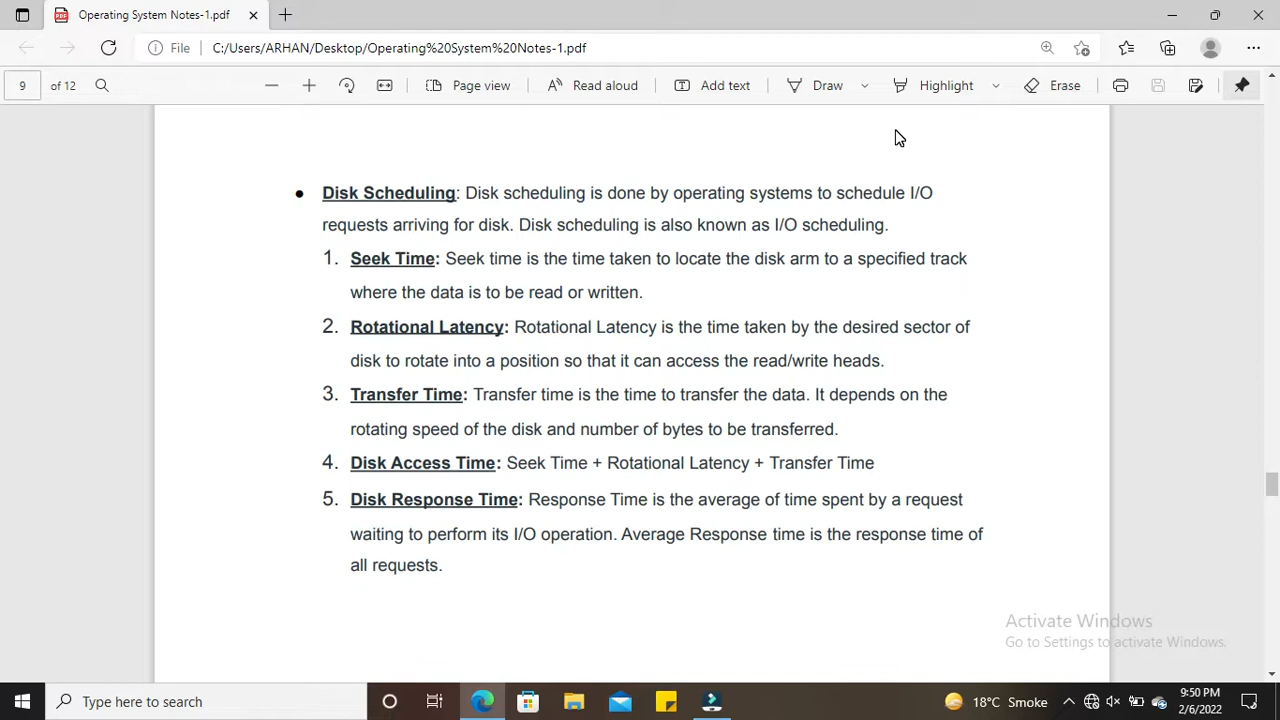 Operating System Notes-1.pdf
File C:/Users/ARHAN/Desktop/Operating%20System%20Notes-1.pdf
9 of 12 Page view Read aloud Add text Draw Highlight Erase
Disk Scheduling: Disk scheduling is done by operating systems to schedule I/O
requests arriving for disk. Disk scheduling is also known as I/O scheduling.
1. Seek Time: Seek time is the time taken to locate the disk arm to a specified track
where the data is to be read or written.
2. Rotational Latency: Rotational Latency is the time taken by the desired sector of
disk to rotate into a position so that it can access the read/write heads.
3. Transfer Time: Transfer time is the time to transfer the data. It depends on the
rotating speed of the disk and number of bytes to be transferred.
4. Disk Access Time: Seek Time + Rotational Latency + Transfer Time
5. Disk Response Time: Response Time is the average of time spent by a request
waiting to perform its I/O operation. Average Response time is the response time of
all requests.
Activate Windows
Go to Settings to activate Windows.
Type here to search
18°C Smoke
9:50 PM
2/6/2022